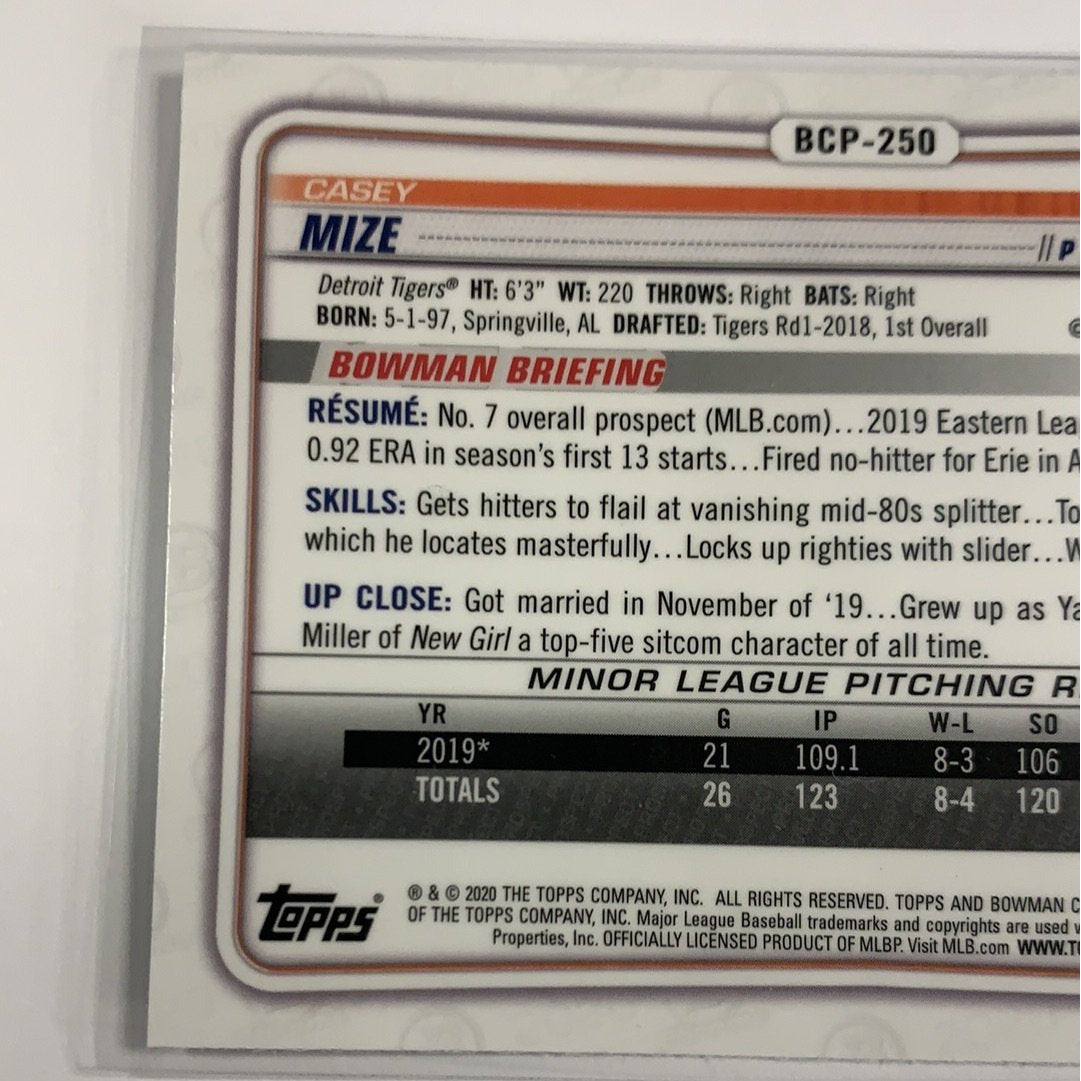 BCP-250
CASEY
MIZE // P
Detroit Tigers® HT: 6'3" WT: 220 THROWS: Right BATS: Right
BORN: 5-1-97, Springville, AL DRAFTED: Tigers Rd1-2018, 1st Overall ©
BOWMAN BRIEFING
RÉSUMÉ: No. 7 overall prospect (MLB.com)...2019 Eastern Lea
0.92 ERA in season's first 13 starts...Fired no-hitter for Erie in A
SKILLS: Gets hitters to flail at vanishing mid-80s splitter...To
which he locates masterfully...Locks up righties with slider...W
UP CLOSE: Got married in November of '19...Grew up as Ya
Miller of New Girl a top-five sitcom character of all time.
MINOR LEAGUE PITCHING R
YR G IP W-L SO
2019* 21 109.1 8-3 106
TOTALS 26 123 8-4 120
topps®
® & © 2020 THE TOPPS COMPANY, INC. ALL RIGHTS RESERVED. TOPPS AND BOWMAN C
OF THE TOPPS COMPANY, INC. Major League Baseball trademarks and copyrights are used w
Properties, Inc. OFFICIALLY LICENSED PRODUCT OF MLBP. Visit MLB.com WWW.TO